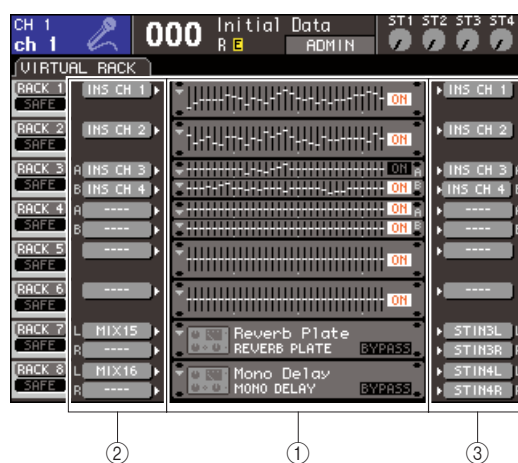 CH 1
ch 1
000 Initial Data
R E ADMIN
ST1 ST2 ST3 ST4
VIRTUAL RACK
RACK 1 INS CH 1 ON INS CH 1
SAFE
RACK 2 INS CH 2 ON INS CH 2
SAFE
RACK 3 A INS CH 3 ON A INS CH 3
SAFE B INS CH 4 ON B INS CH 4
RACK 4 A ---- ON A ----
SAFE B ---- ON B ----
RACK 5 ---- ON ----
SAFE
RACK 6 ---- ON ----
SAFE
RACK 7 L MIX15 Reverb Plate STIN3L
SAFE R ---- REVERB PLATE BYPASS STIN3R
RACK 8 L MIX16 Mono Delay STIN4L
SAFE R ---- MONO DELAY BYPASS STIN4R
② ① ③